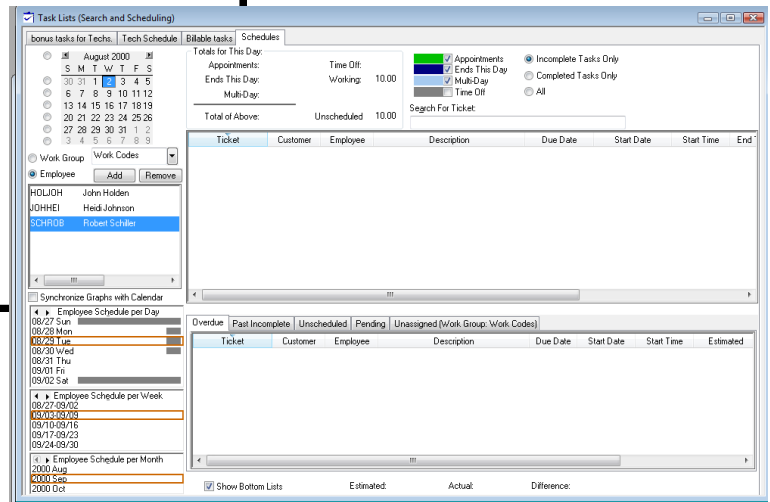 Task Lists (Search and Scheduling)
bonus tasks for Techs. Tech Schedule Billable tasks Schedules
August 2000
S M T W T F S
30 31 1 2 3 4 5
6 7 8 9 10 11 12
13 14 15 16 17 18 19
20 21 22 23 24 25 26
27 28 29 30 31 1 2
3 4 5 6 7 8 9
Work Group Work Codes
Employee Add Remove
HOLJOH John Holden
JOHHEI Heidi Johnson
SCHROB Robert Schiller
Synchronize Graphs with Calendar
Employee Schedule per Day
08/27 Sun
08/28 Mon
08/29 Tue
08/30 Wed
08/31 Thu
09/01 Fri
09/02 Sat
Employee Schedule per Week
08/27-09/02
09/03-09/09
09/10-09/16
09/17-09/23
09/24-09/30
Employee Schedule per Month
2000 Aug
2000 Sep
2000 Oct
Totals for This Day:
Appointments: Time Off:
Ends This Day: Working: 10.00
Multi-Day:
Total of Above: Unscheduled 10.00
Appointments
Ends This Day
Multi-Day
Time Off
Incomplete Tasks Only
Completed Tasks Only
All
Search For Ticket:
Ticket Customer Employee Description Due Date Start Date Start Time End T
Overdue Past Incomplete Unscheduled Pending Unassigned (Work Group: Work Codes)
Ticket Customer Employee Description Due Date Start Date Start Time Estimated
Show Bottom Lists Estimated: Actual: Difference: